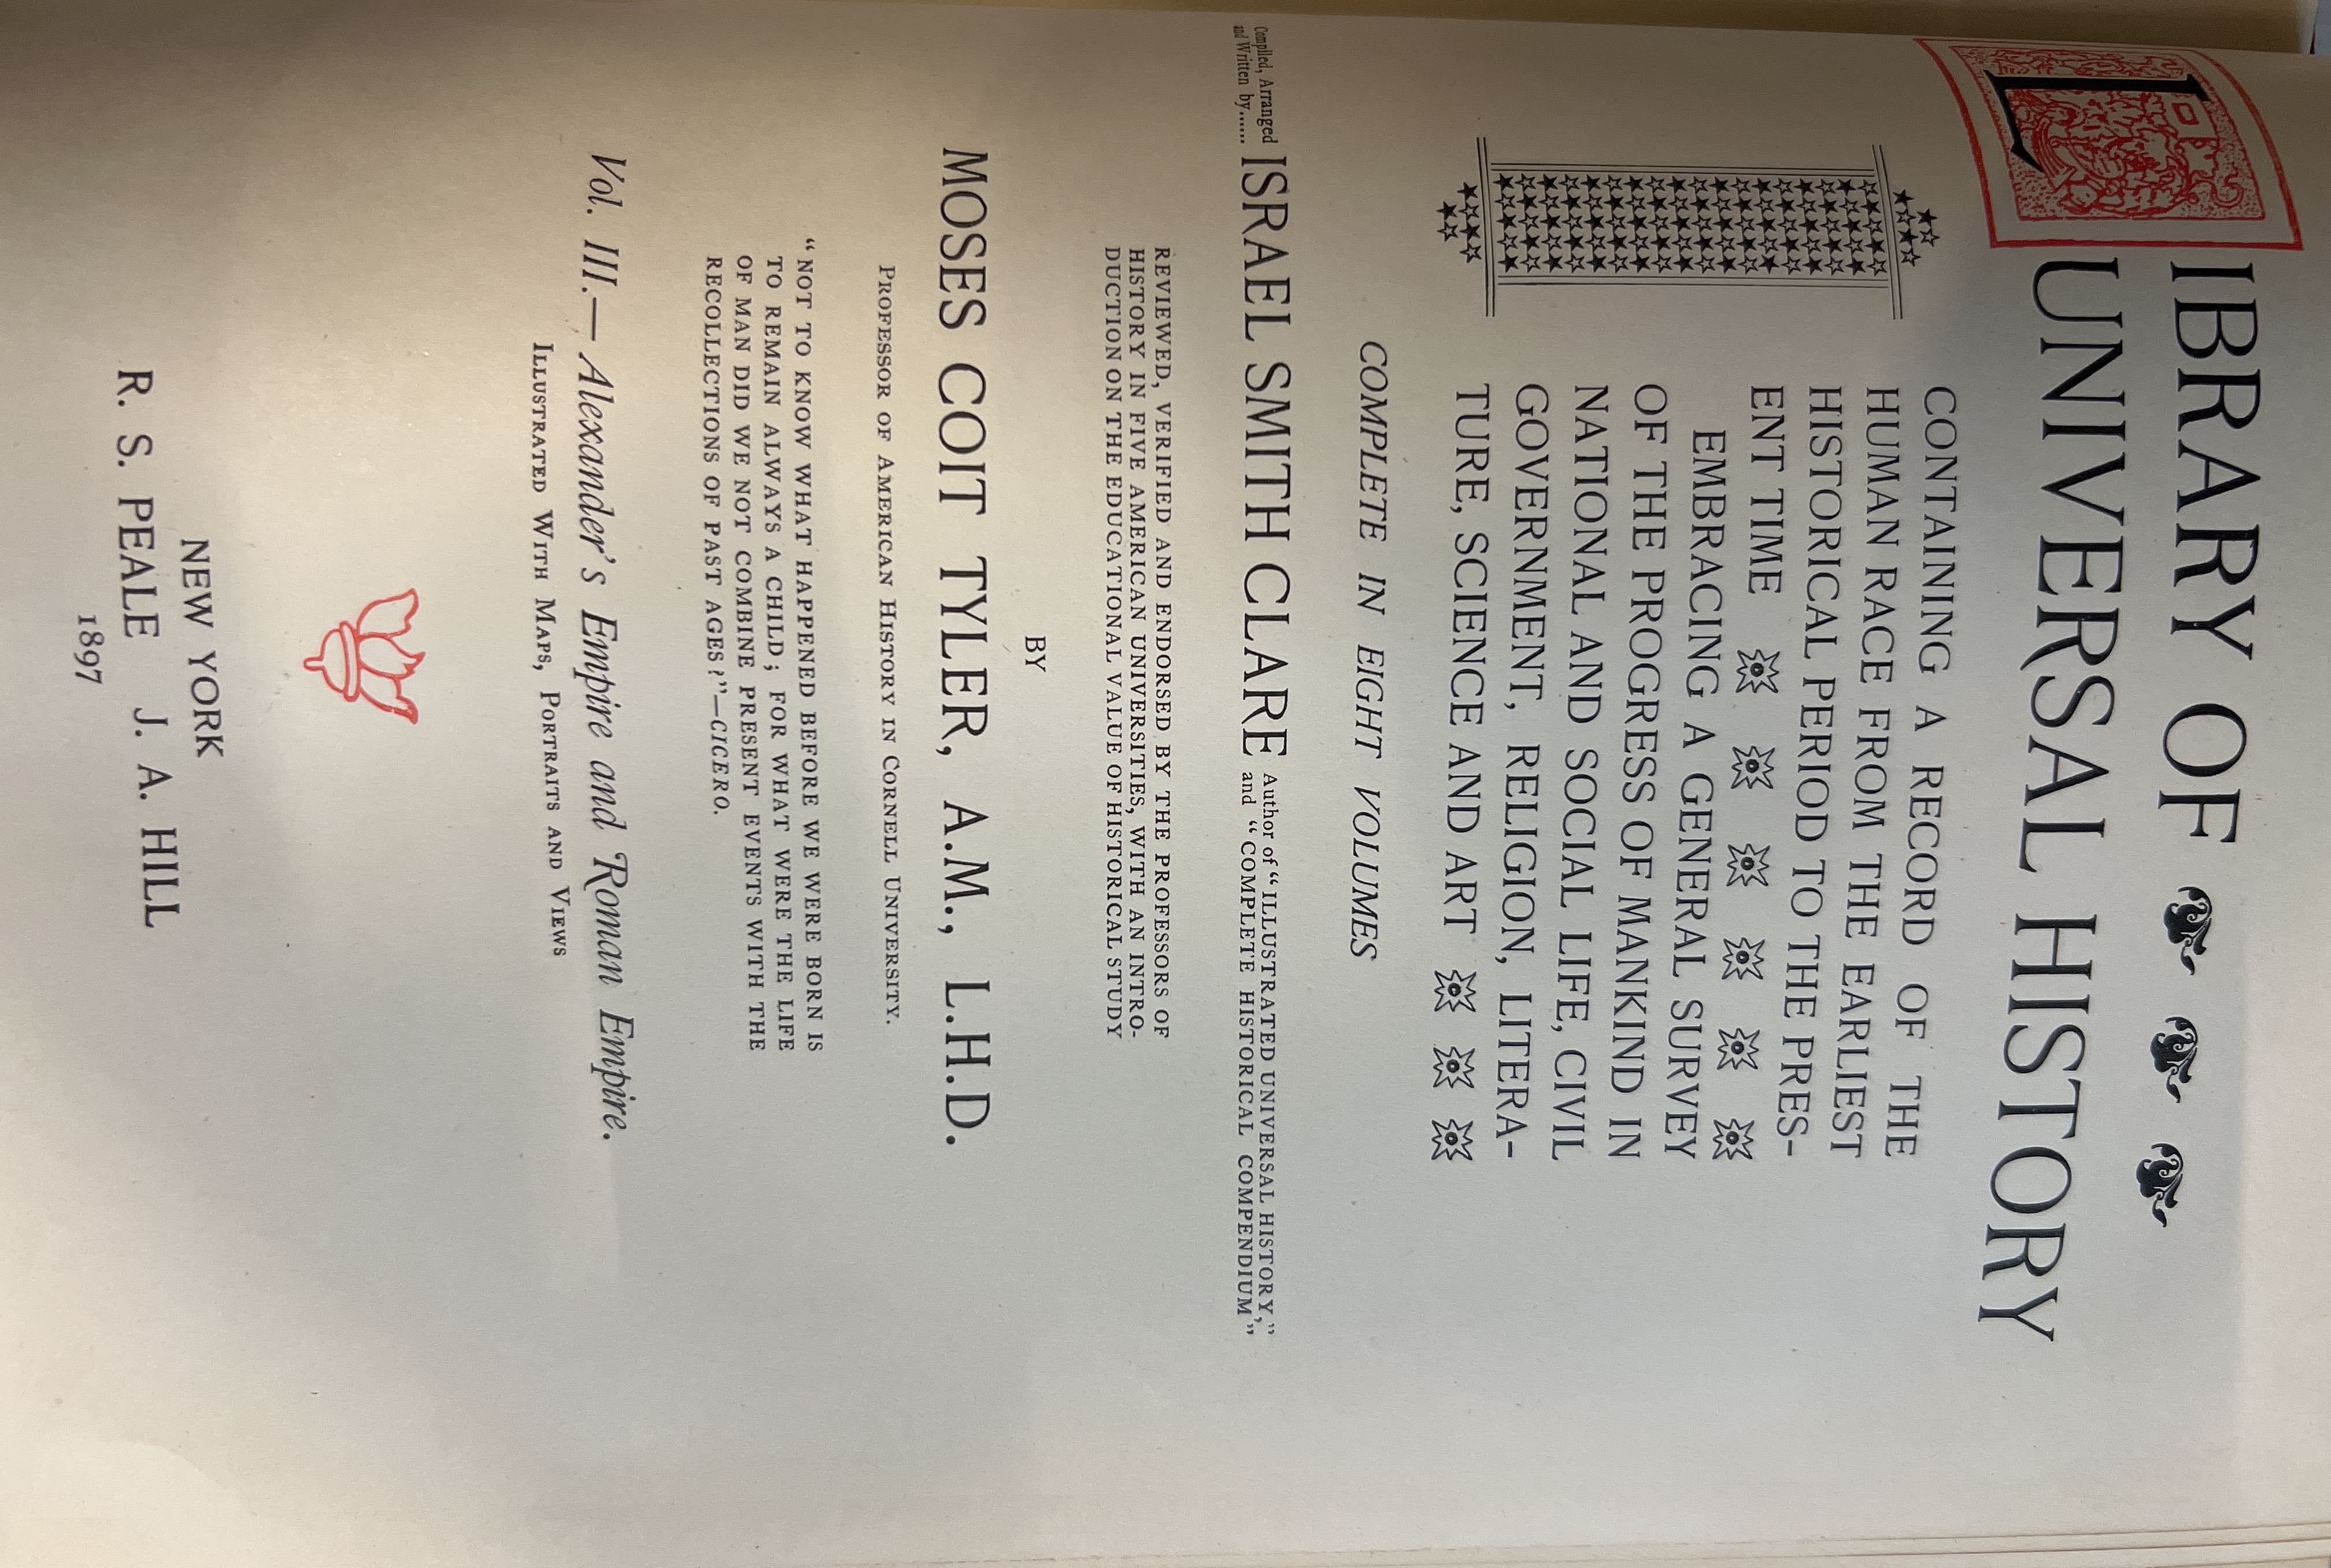 LIBRARY OF
UNIVERSAL HISTORY
CONTAINING A RECORD OF THE
HUMAN RACE FROM THE EARLIEST
HISTORICAL PERIOD TO THE PRES-
ENT TIME
EMBRACING A GENERAL SURVEY
OF THE PROGRESS OF MANKIND IN
NATIONAL AND SOCIAL LIFE, CIVIL
GOVERNMENT, RELIGION, LITERA-
TURE, SCIENCE AND ART
COMPLETE IN EIGHT VOLUMES
Compiled, Arranged
and Written by......
ISRAEL SMITH CLARE
Author of "ILLUSTRATED UNIVERSAL HISTORY,"
and "COMPLETE HISTORICAL COMPENDIUM"
REVIEWED, VERIFIED AND ENDORSED BY THE PROFESSORS OF
HISTORY IN FIVE AMERICAN UNIVERSITIES, WITH AN INTRO-
DUCTION ON THE EDUCATIONAL VALUE OF HISTORICAL STUDY
BY
MOSES COIT TYLER, A.M., L.H.D.
PROFESSOR OF AMERICAN HISTORY IN CORNELL UNIVERSITY.
"NOT TO KNOW WHAT HAPPENED BEFORE WE WERE BORN IS
TO REMAIN ALWAYS A CHILD; FOR WHAT WERE THE LIFE
OF MAN DID WE NOT COMBINE PRESENT EVENTS WITH THE
RECOLLECTIONS OF PAST AGES?"—CICERO.
Vol. III.—Alexander's Empire and Roman Empire.
ILLUSTRATED WITH MAPS, PORTRAITS AND VIEWS
NEW YORK
R. S. PEALE J. A. HILL
1897